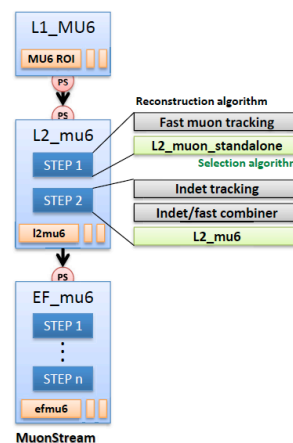 L1_MU6
MU6 ROI
PS
PS
L2_mu6
STEP 1
STEP 2
l2mu6
Reconstruction algorithm
Fast muon tracking
L2_muon_standalone
Selection algorithm
Indet tracking
Indet/fast combiner
L2_mu6
PS
EF_mu6
STEP 1
STEP n
efmu6
MuonStream